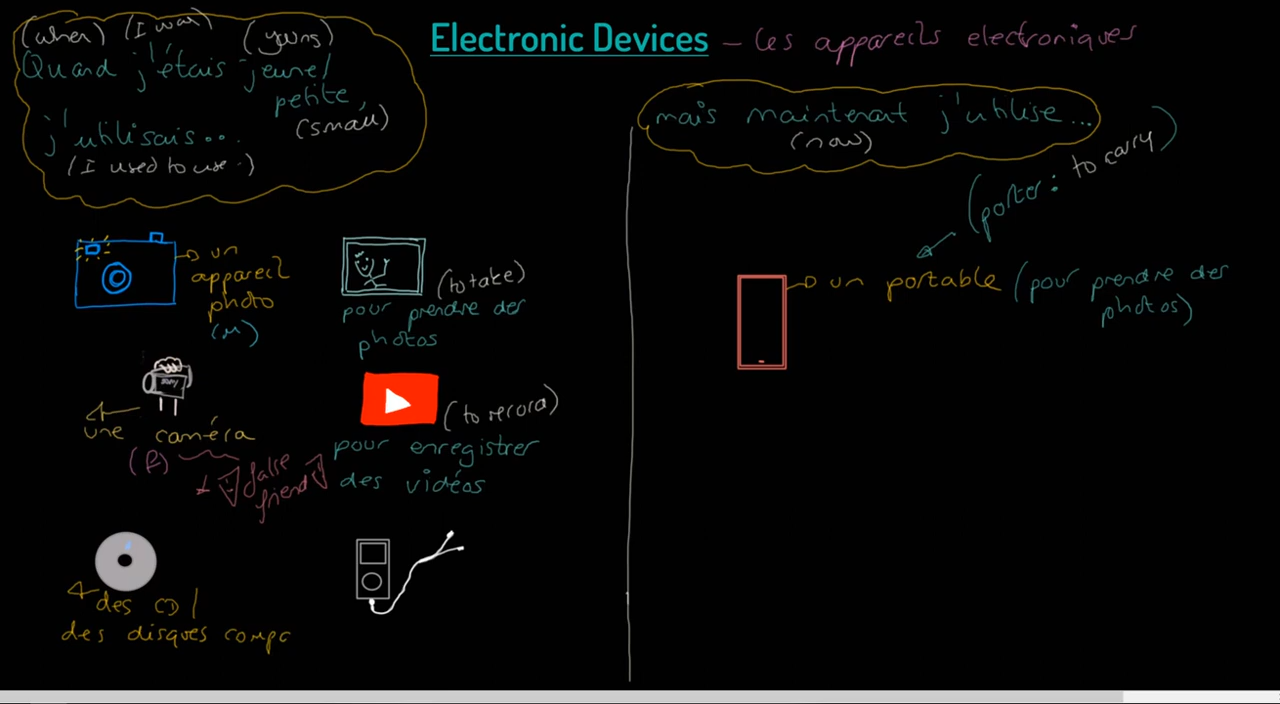 Electronic Devices - les appareils electroniques
(when) (I was) (young)
Quand j'étais jeune/
petite,
(small)
j'utilisais...
(I used to use.)
mais maintenant j'utilise...
(now)
(porter: to carry)
un
appareil
photo
(m)
(to take)
pour prendre des
photos
un portable (pour prendre des
photos)
une caméra
(f)
false
friend
(to record)
pour enregistrer
des vidéos
des CD/
des disques compa